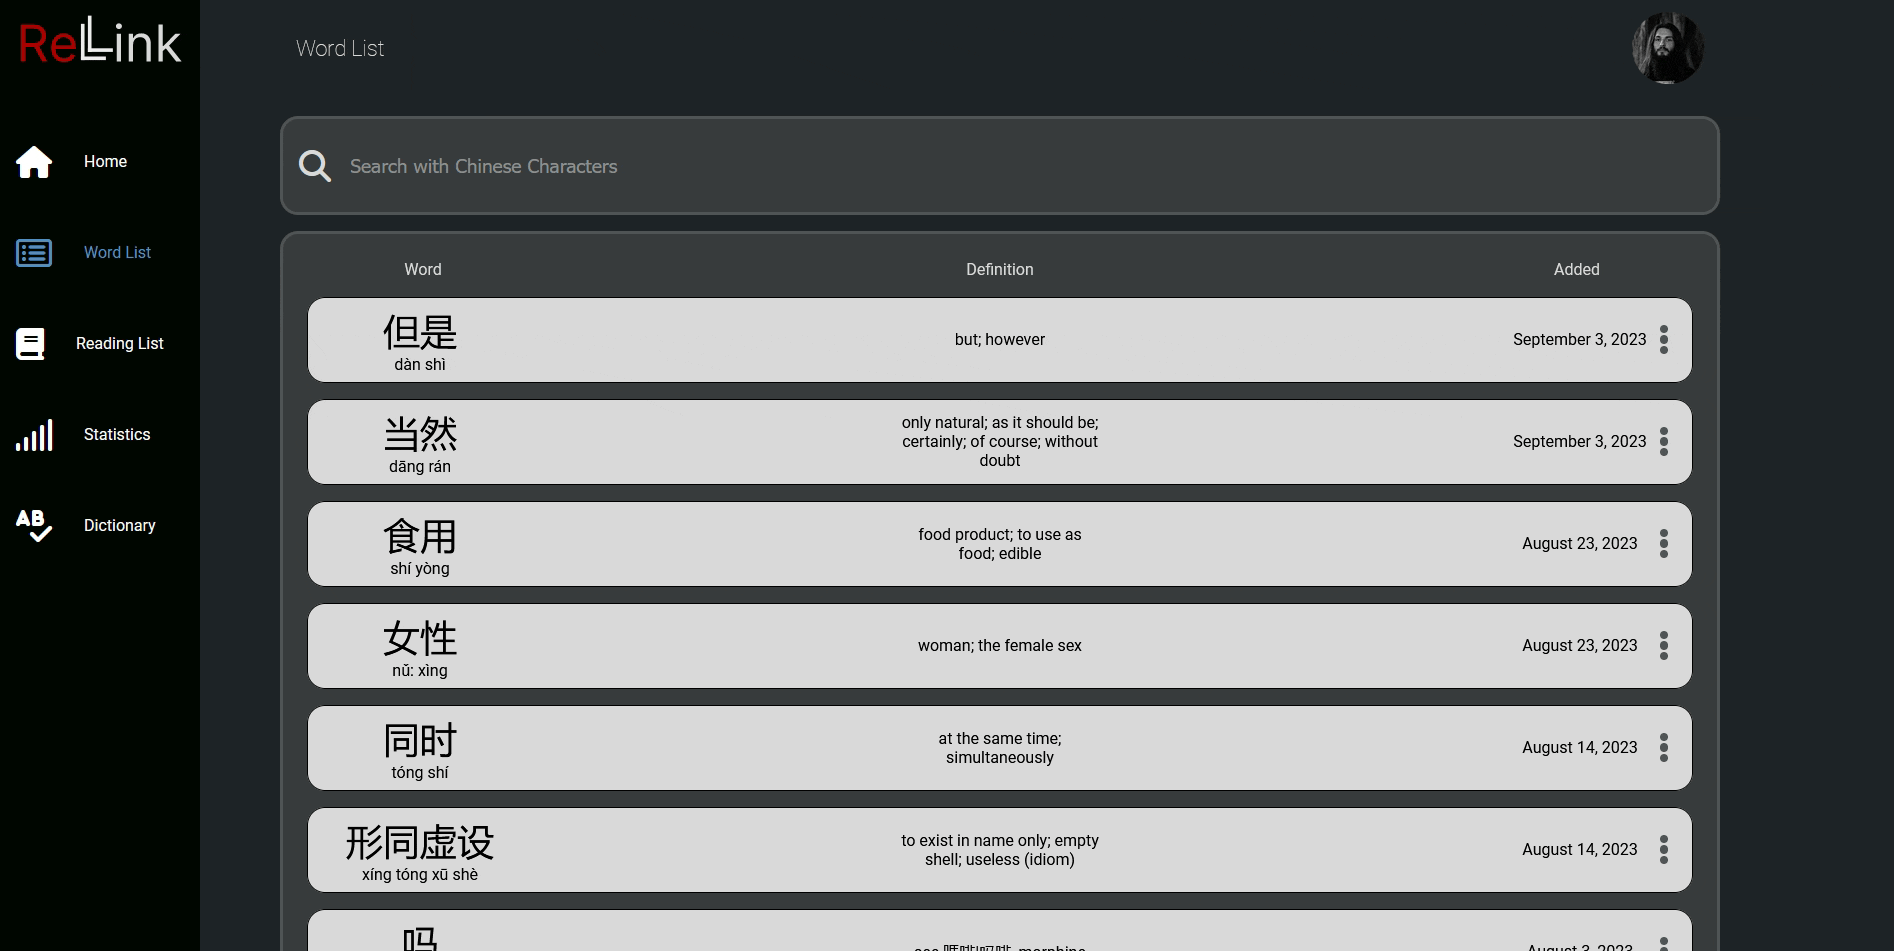 ReLink
Word List
Home
Search with Chinese Characters
Word List
Word Definition Added
但是
but; however
September 3, 2023
dàn shì
Reading List
当然
only natural; as it should be;
certainly; of course; without
doubt
September 3, 2023
dāng rán
Statistics
食用
food product; to use as
food; edible
August 23, 2023
shí yòng
Dictionary
女性
woman; the female sex
August 23, 2023
nǚ: xìng
同时
at the same time;
simultaneously
August 14, 2023
tóng shí
形同虚设
to exist in name only; empty
shell; useless (idiom)
August 14, 2023
xíng tóng xū shè
吗
August 3, 2023